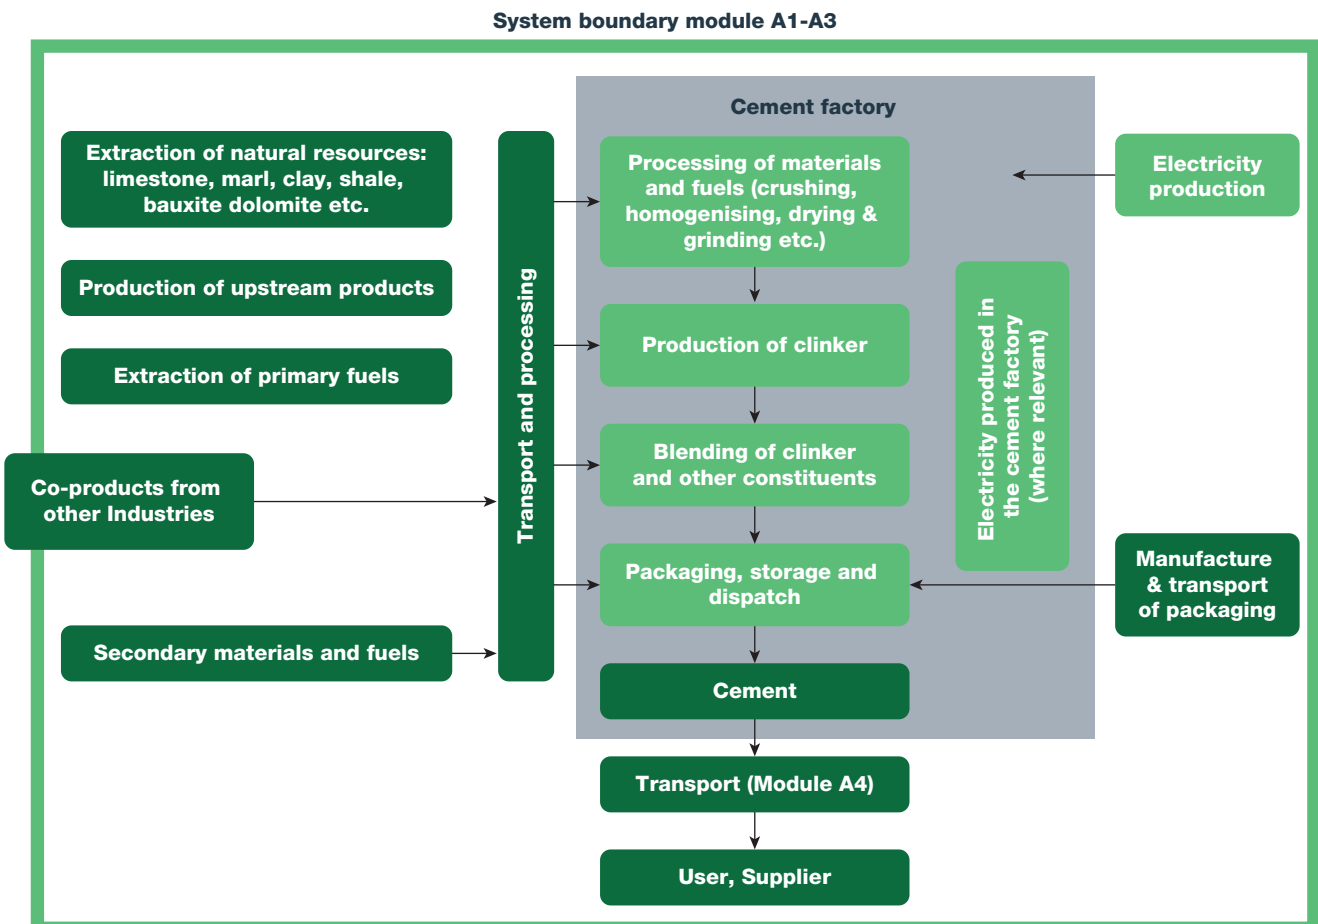 System boundary module A1-A3
Cement factory
Extraction of natural resources:
limestone, marl, clay, shale,
bauxite dolomite etc.
Production of upstream products
Extraction of primary fuels
Co-products from
other Industries
Secondary materials and fuels
Transport and processing
Processing of materials
and fuels (crushing,
homogenising, drying &
grinding etc.)
Production of clinker
Blending of clinker
and other constituents
Packaging, storage and
dispatch
Cement
Transport (Module A4)
User, Supplier
Electricity produced in
the cement factory
(where relevant)
Electricity
production
Manufacture
& transport
of packaging